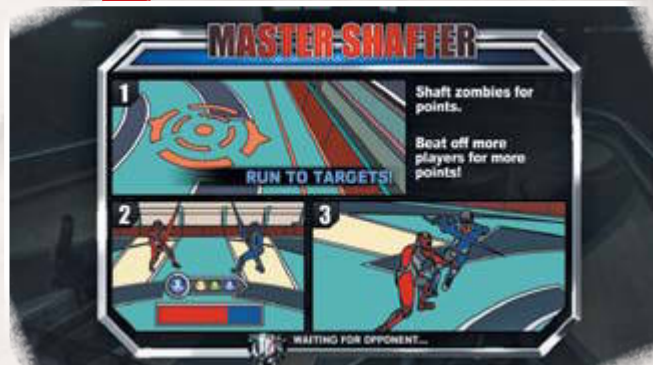 MASTER SHAFTER
1
RUN TO TARGETS!
Shaft zombies for
points.
Beat off more
players for more
points!
2
3
WAITING FOR OPPONENT...